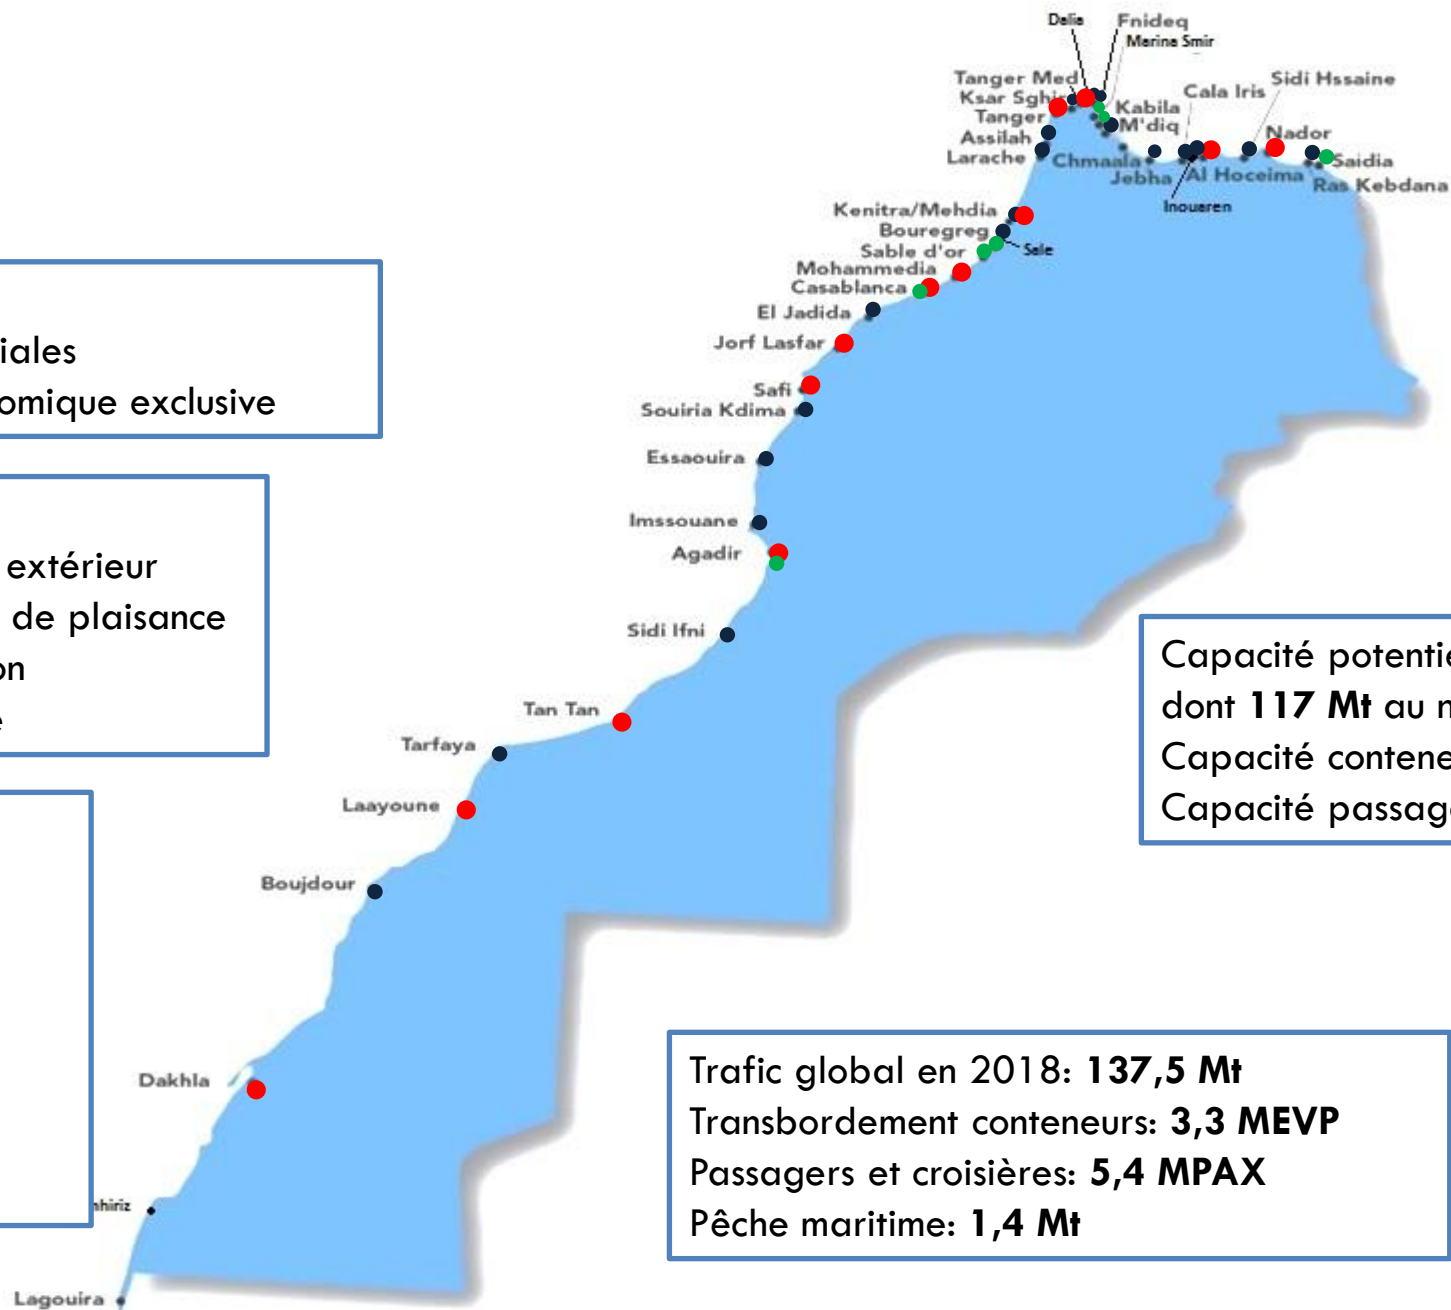 Dalia
Fnideq
Marina Smir
Tanger Med
Ksar Sghir
Tanger
Assilah
Larache
Kabila
M'diq
Cala Iris
Sidi Hssaine
Nador
Saidia
Ras Kebdana
Chmaala
Jebha
Al Hoceima
Inouaren
Kenitra/Mehdia
Bouregreg
Sale
Sable d'or
Mohammedia
Casablanca
El Jadida
Jorf Lasfar
Safi
Souiria Kdima
Essaouira
Imssouane
Agadir
Sidi Ifni
Tan Tan
Tarfaya
Laayoune
Boujdour
Dakhla
hiriz
Lagouira
iales
omique exclusive
extérieur
de plaisance
on
e
Capacité potentie
dont 117 Mt au n
Capacité contene
Capacité passag
Trafic global en 2018: 137,5 Mt
Transbordement conteneurs: 3,3 MEVP
Passagers et croisières: 5,4 MPAX
Pêche maritime: 1,4 Mt